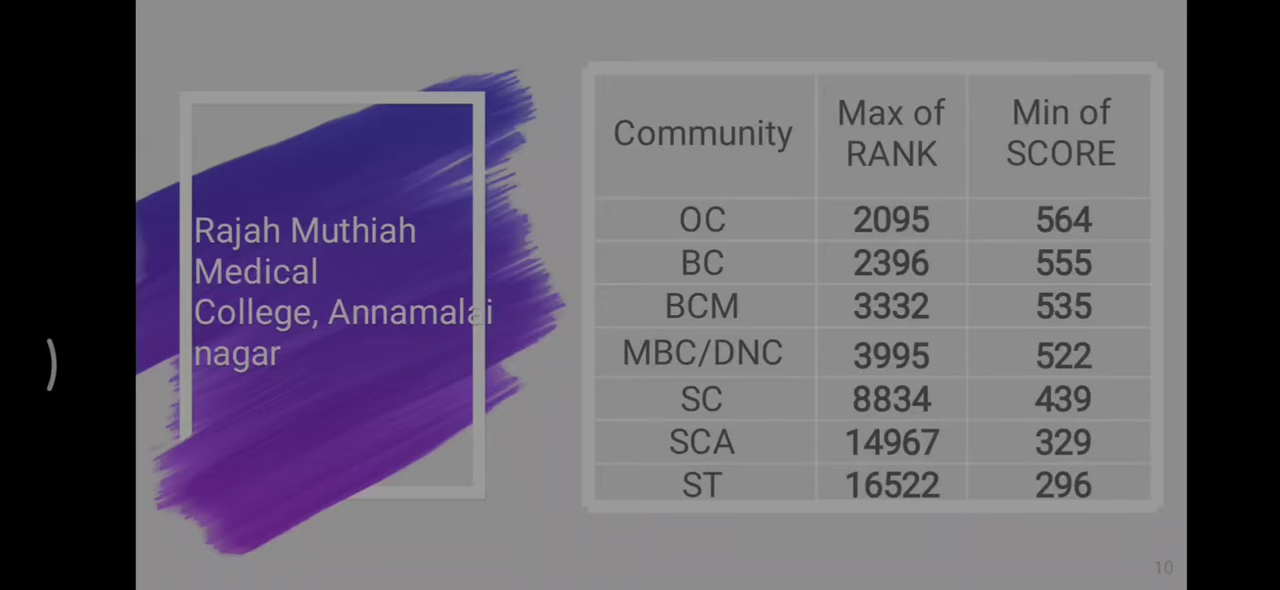 Rajah Muthiah
Medical
College, Annamalai
nagar
Community Max of RANK Min of SCORE
OC 2095 564
BC 2396 555
BCM 3332 535
MBC/DNC 3995 522
SC 8834 439
SCA 14967 329
ST 16522 296
10